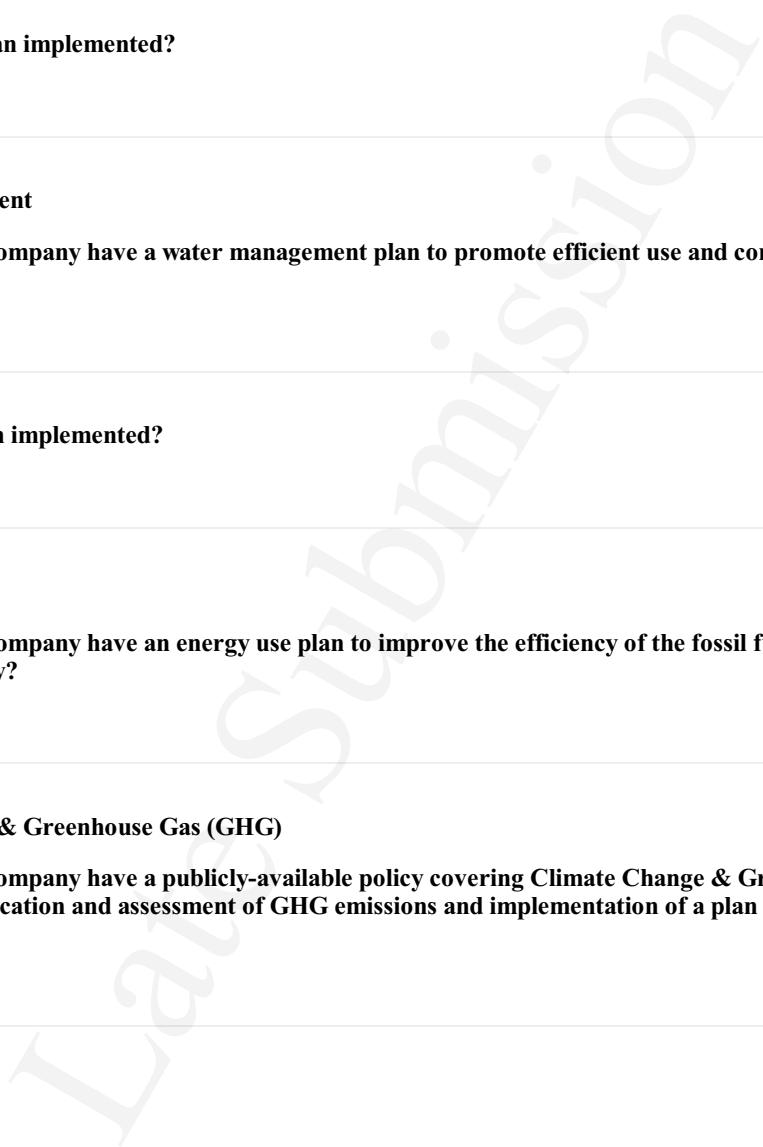 an implemented?
ent
ompany have a water management plan to promote efficient use and con
n implemented?
ompany have an energy use plan to improve the efficiency of the fossil f
y?
& Greenhouse Gas (GHG)
ompany have a publicly-available policy covering Climate Change & Gr
cation and assessment of GHG emissions and implementation of a plan
Late Submission